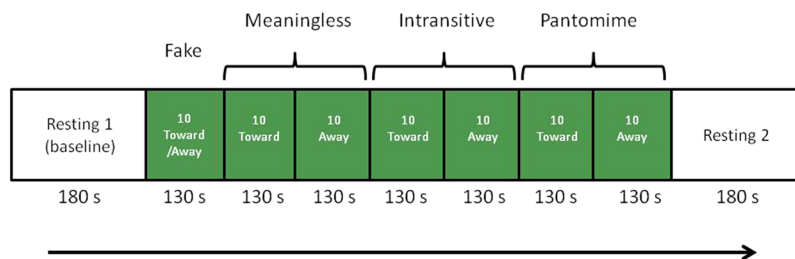 Fake
Meaningless
Intransitive
Pantomime
Resting 1
(baseline)
10
Toward
/Away
10
Toward
10
Away
10
Toward
10
Away
10
Toward
10
Away
Resting 2
180 s
130 s
130 s
130 s
130 s
130 s
130 s
130 s
180 s